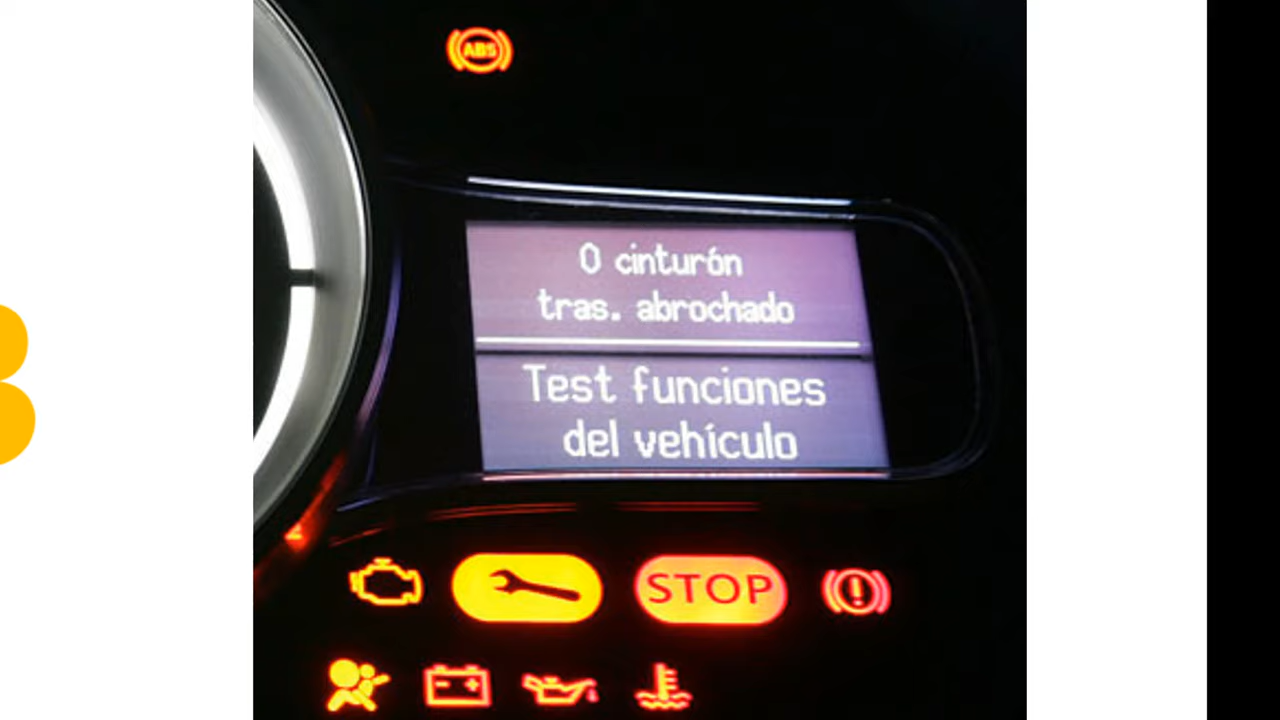 ABS
0 cinturón
tras. abrochado
Test funciones
del vehículo
STOP